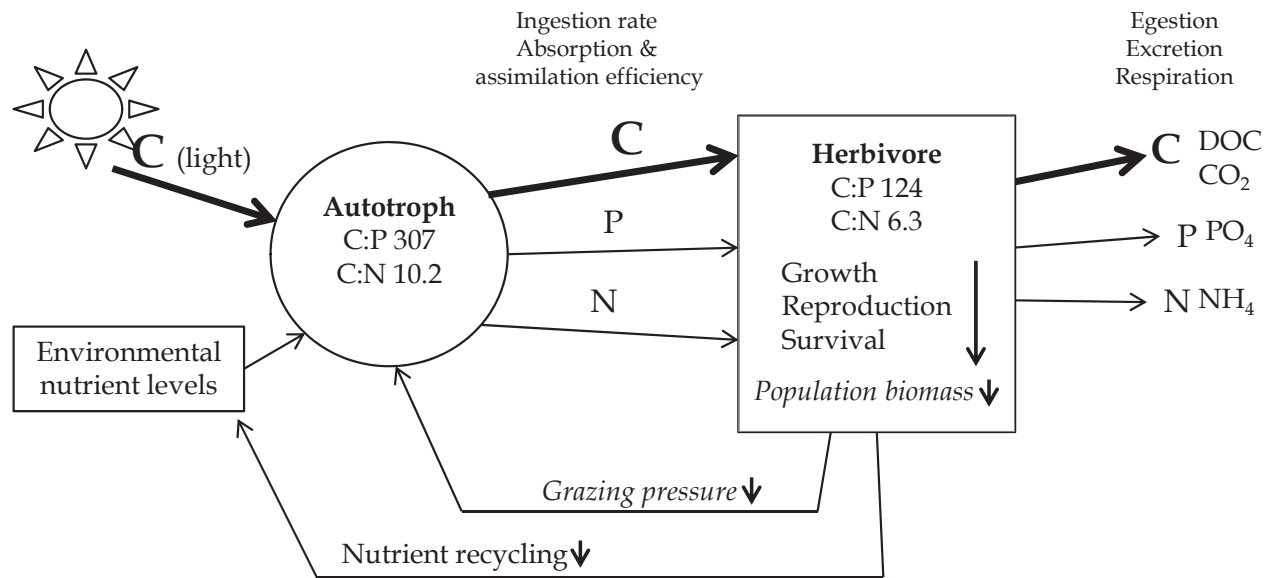 Ingestion rate
Absorption &
assimilation efficiency
Egestion
Excretion
Respiration
C (light)
C
P
N
Autotroph
C:P 307
C:N 10.2
Herbivore
C:P 124
C:N 6.3
Growth
Reproduction
Survival
Population biomass
C DOC
CO₂
P PO₄
N NH₄
Environmental
nutrient levels
Grazing pressure
Nutrient recycling